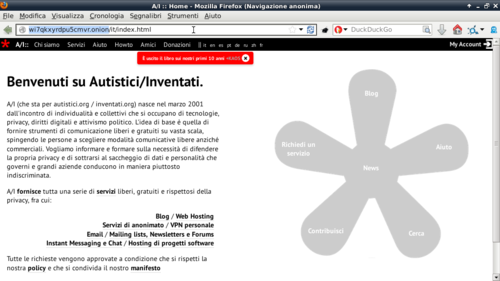 A/I :: Home - Mozilla Firefox (Navigazione anonima)
File Modifica Visualizza Cronologia Segnalibri Strumenti Aiuto
wi7qkxyrdpu5cmvr.onion/it/index.html
DuckDuckGo
A/I:: Chi siamo Servizi Aiuto News Howto Amici Donazioni || it en es pt de ru zh fr
My Account
È uscito il libro sui nostri primi 10 anni +KAOS
Benvenuti su Autistici/Inventati.
A/I (che sta per autistici.org / inventati.org) nasce nel marzo 2001
dall'incontro di individualità e collettivi che si occupano di tecnologie,
privacy, diritti digitali e attivismo politico. L'idea di base è quella di
fornire strumenti di comunicazione liberi e gratuiti su vasta scala,
spingendo le persone a scegliere modalità comunicative libere anziché
commerciali. Vogliamo informare e formare sulla necessità di difendere
la propria privacy e di sottrarsi al saccheggio di dati e personalità che
governi e grandi aziende conducono in maniera piuttosto
indiscriminata.
A/I fornisce tutta una serie di servizi liberi, gratuiti e rispettosi della
privacy, fra cui:
Blog / Web Hosting
Servizi di anonimato / VPN personale
Email / Mailing lists, Newsletters e Forums
Instant Messaging e Chat / Hosting di progetti software
Tutte le richieste vengono approvate a condizione che si rispetti la
nostra policy e che si condivida il nostro manifesto
Blog
Richiedi un
servizio
Aiuto
News
Contribuisci
Cerca